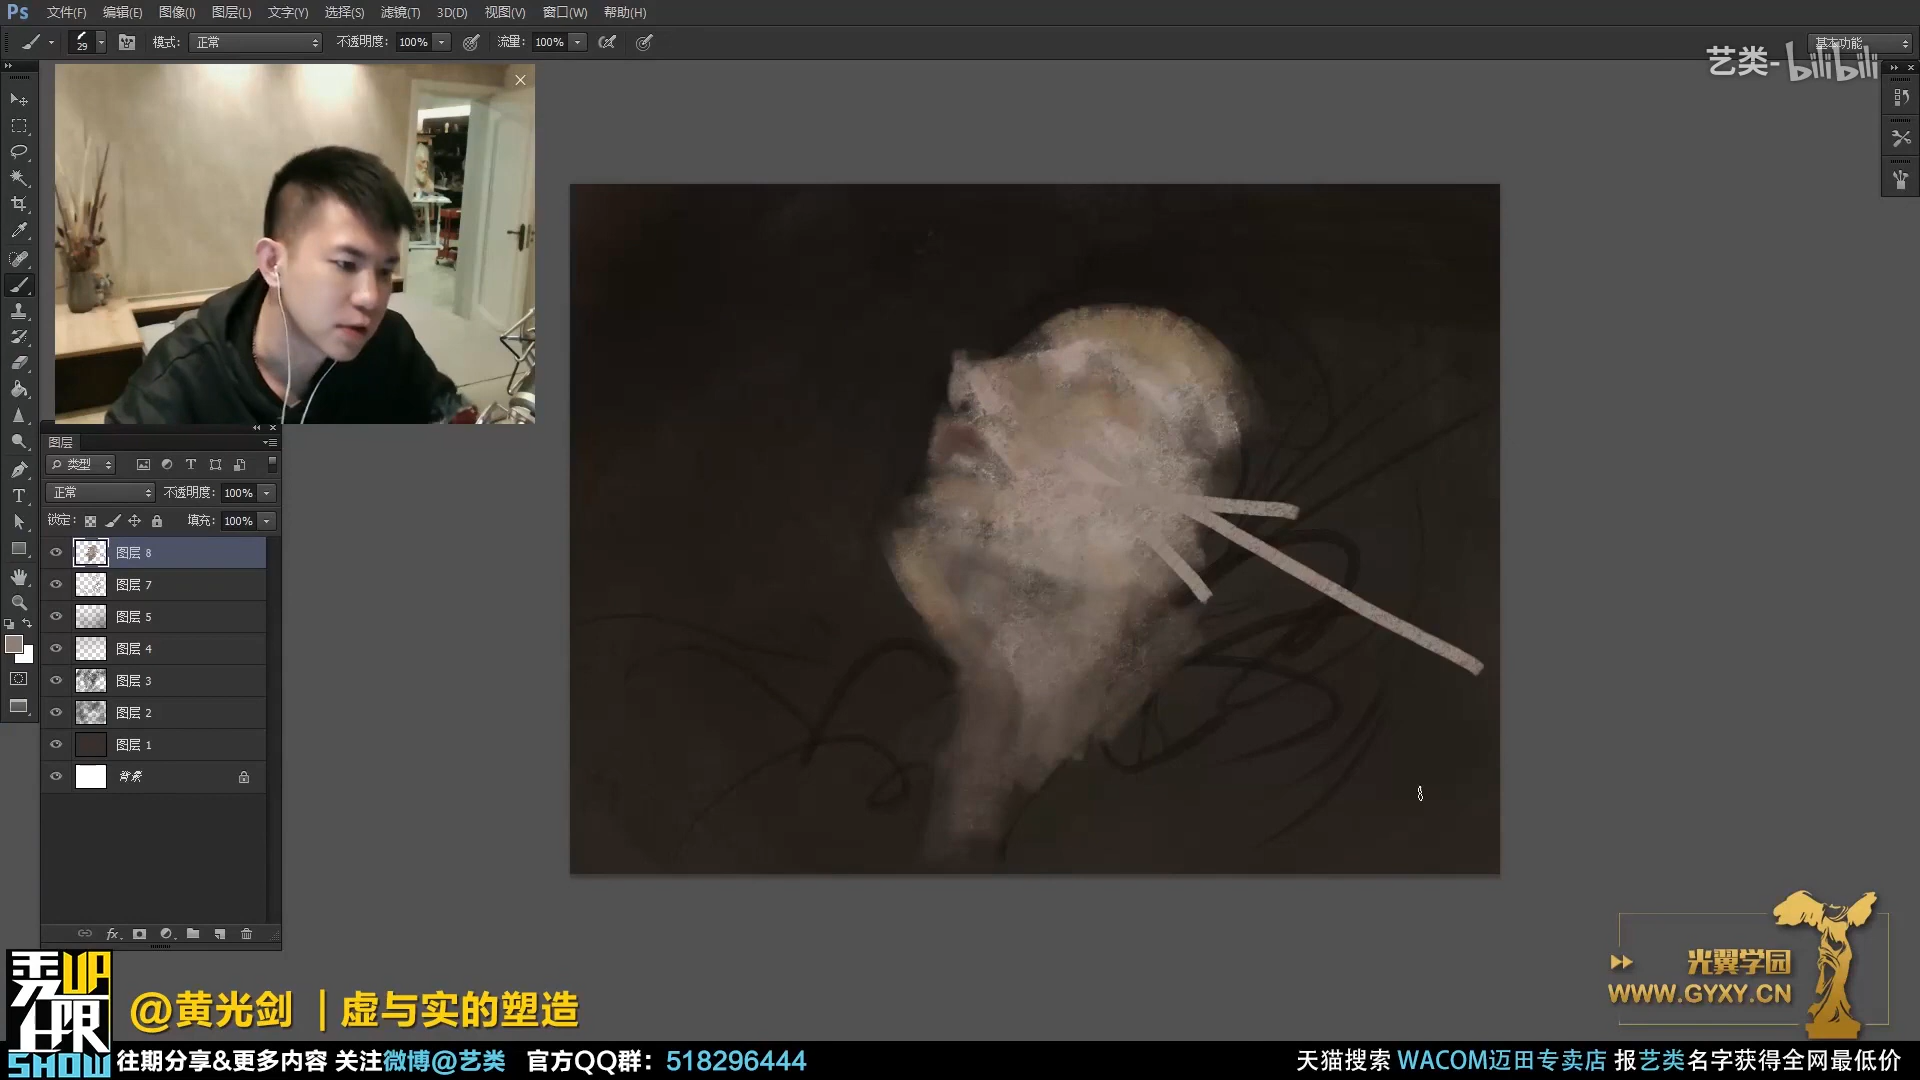 Ps 文件(F) 编辑(E) 图像(I) 图层(L) 文字(Y) 选择(S) 滤镜(T) 3D(D) 视图(V) 窗口(W) 帮助(H)
29 模式: 正常 不透明度: 100% 流量: 100% 基本功能
艺类-bilibili
图层
类型
正常 不透明度: 100%
锁定: 填充: 100%
图层 8
图层 7
图层 5
图层 4
图层 3
图层 2
图层 1
背景
fx
光翼学园
WWW.GYXY.CN
UP
SHOW
@黄光剑 | 虚与实的塑造
往期分享&更多内容 关注微博@艺类 官方QQ群: 518296444
天猫搜索 WACOM迈田专卖店 报艺类名字获得全网最低价